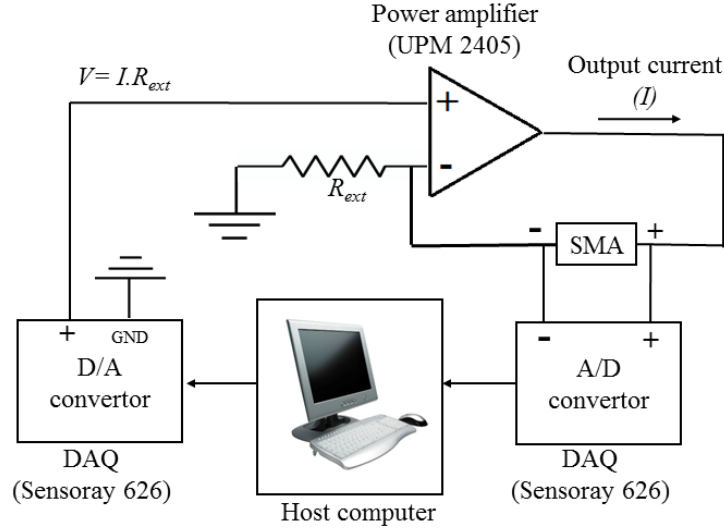 Power amplifier
(UPM 2405)
V= I.Rext
Output current
(I)
+
-
Rext
-
SMA
+
+
GND
D/A
convertor
-
+
A/D
convertor
DAQ
(Sensoray 626)
DAQ
(Sensoray 626)
Host computer